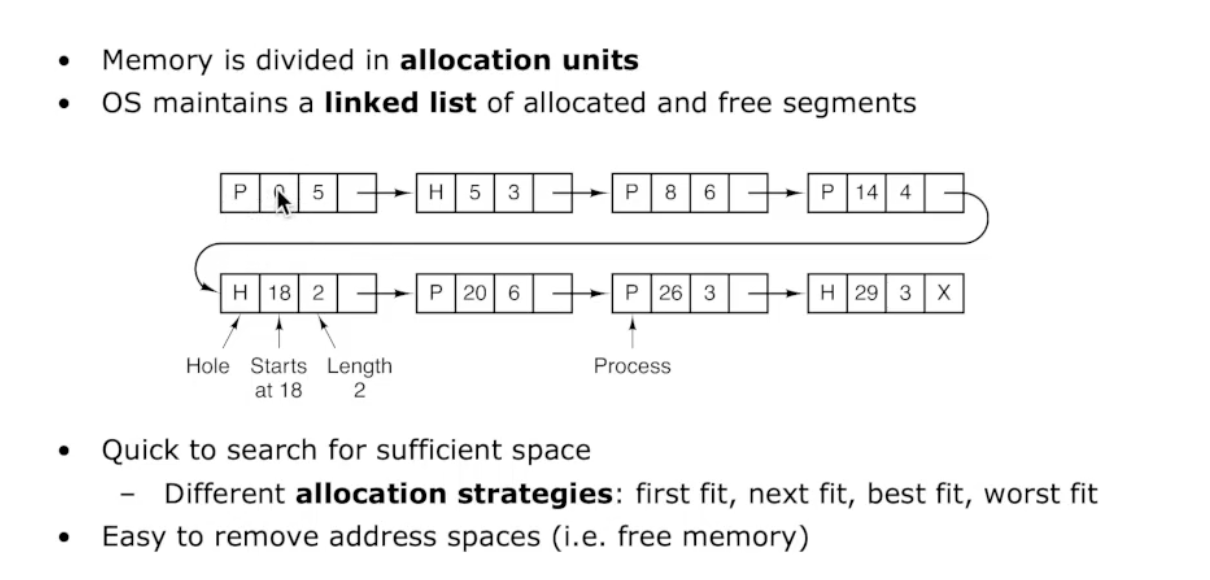 • Memory is divided in allocation units
• OS maintains a linked list of allocated and free segments
P 5 H 5 3 P 8 6 P 14 4
H 18 2 P 20 6 P 26 3 H 29 3 X
Hole Starts Length Process
at 18 2
• Quick to search for sufficient space
– Different allocation strategies: first fit, next fit, best fit, worst fit
• Easy to remove address spaces (i.e. free memory)